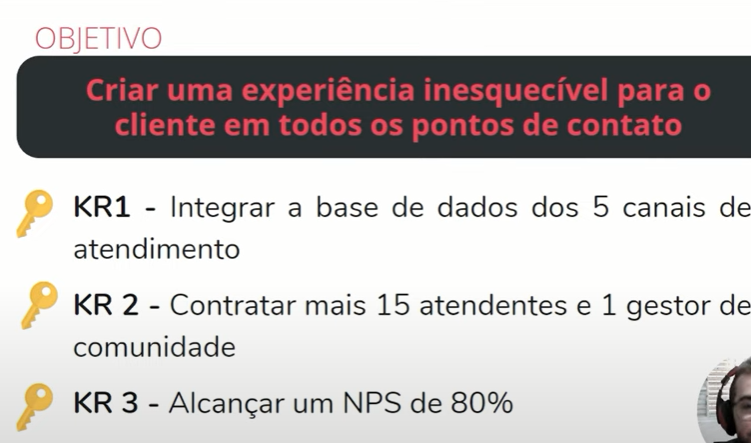 OBJETIVO
Criar uma experiência inesquecível para o
cliente em todos os pontos de contato
KR1 - Integrar a base de dados dos 5 canais de
atendimento
KR 2 - Contratar mais 15 atendentes e 1 gestor de
comunidade
KR 3 - Alcançar um NPS de 80%